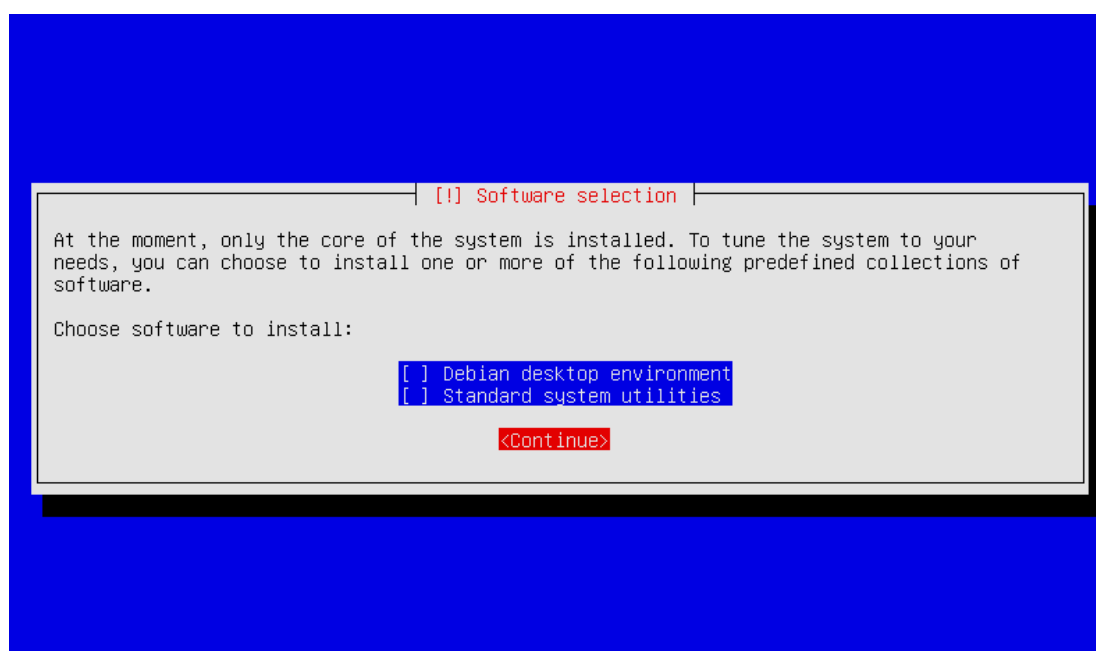 [!] Software selection
At the moment, only the core of the system is installed. To tune the system to your
needs, you can choose to install one or more of the following predefined collections of
software.
Choose software to install:
[ ] Debian desktop environment
[ ] Standard system utilities
<Continue>